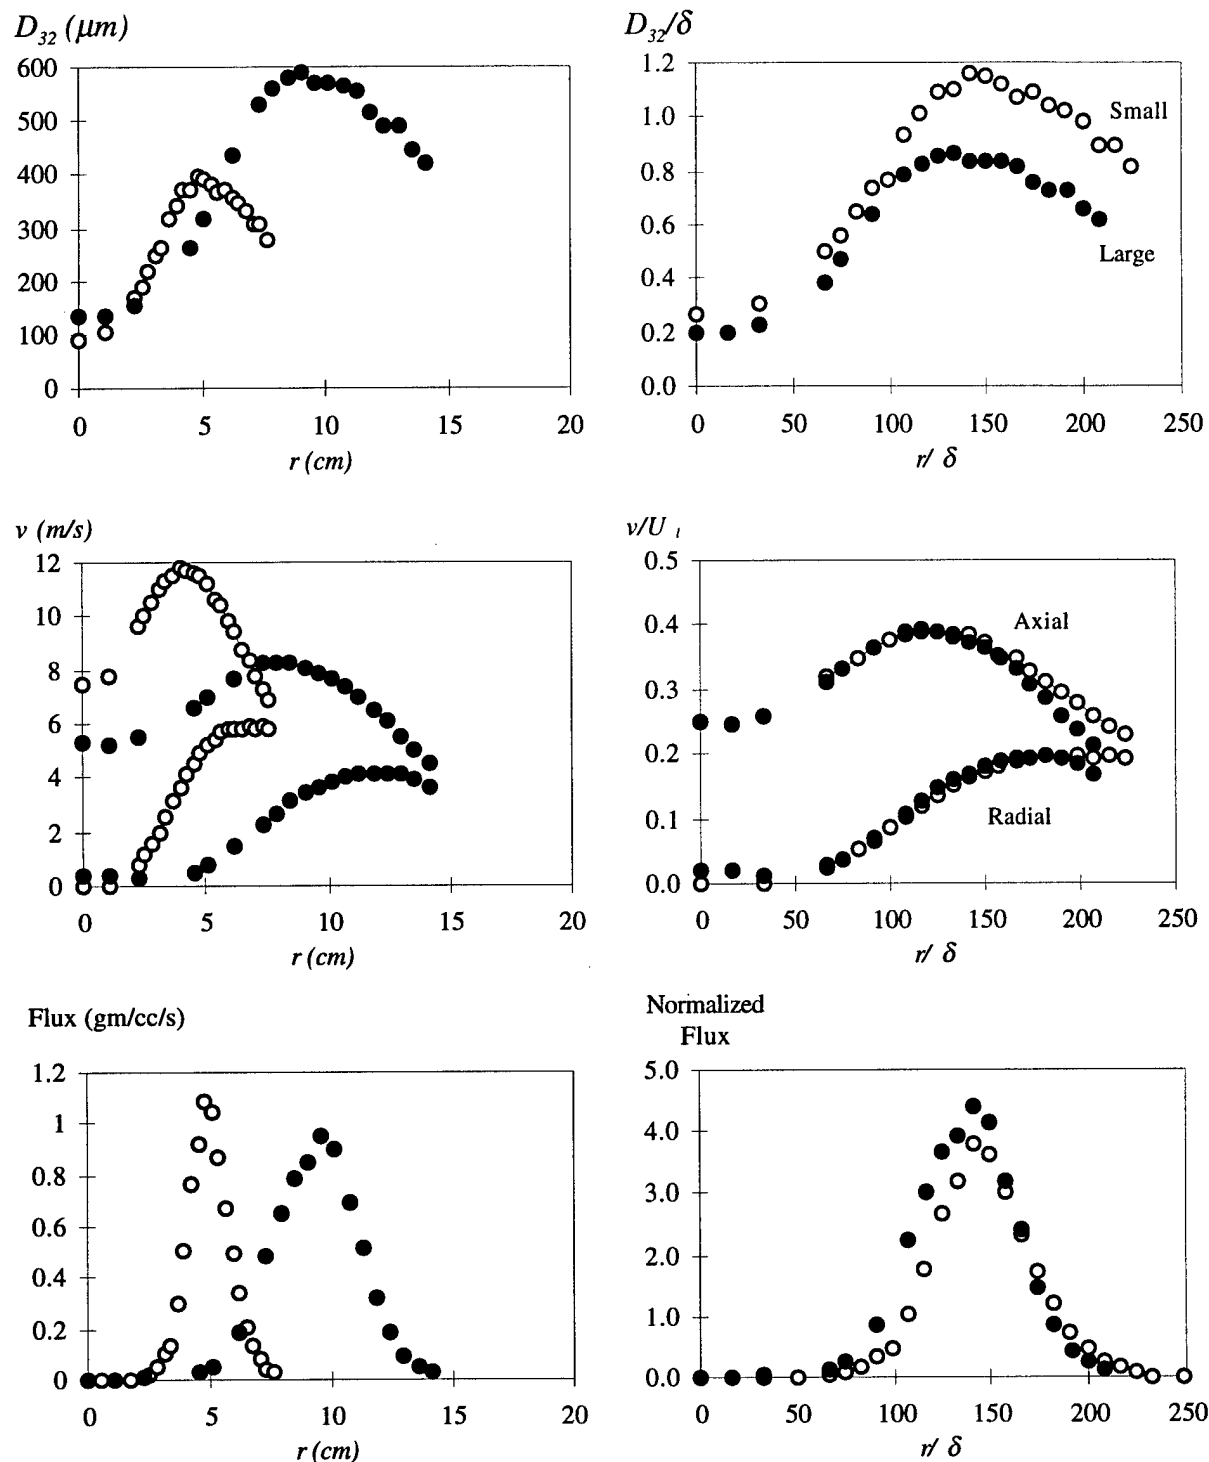 D₃₂ (μm)
600
500
400
300
200
100
0
0 5 10 15 20
r (cm)
D₃₂/δ
1.2
1.0
0.8
0.6
0.4
0.2
0.0
Small
Large
0 50 100 150 200 250
r/ δ
v (m/s)
12
10
8
6
4
2
0
0 5 10 15 20
r (cm)
v/U ₗ
0.5
0.4
0.3
0.2
0.1
0.0
Axial
Radial
0 50 100 150 200 250
r/ δ
Flux (gm/cc/s)
1.2
1
0.8
0.6
0.4
0.2
0
0 5 10 15 20
r (cm)
Normalized
Flux
5.0
4.0
3.0
2.0
1.0
0.0
0 50 100 150 200 250
r/ δ